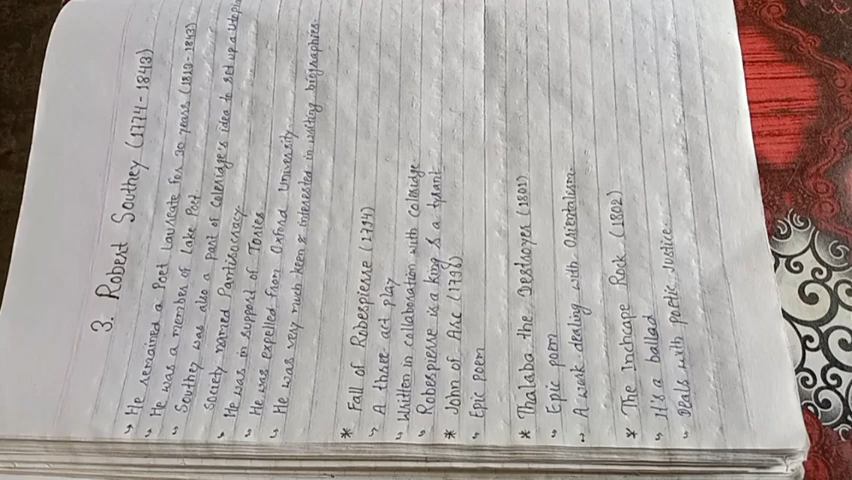 3. Robert Southey (1774-1843)
↳ He remained a Poet Laureate for 30 years. (1813-1843)
↳ He was a member of Lake Poet.
↳ Southey was also a part of Coleridge's idea to set up a Utopia
society named Pantisocracy.
↳ He was in support of Tories
↳ He was expelled from Oxford University
↳ He was very much keen & interested in writing biographies.
* Fall of Robespierre (1794)
↳ A three act play
↳ Written in collaboration with Coleridge
↳ Robespierre is a king & a tyrant
* John of Arc (1796)
↳ Epic poem
* Thalaba the Destroyer (1801)
↳ Epic poem
↳ A work dealing with Orientalism.
* The Inchcape Rock (1802)
↳ It's a ballad
↳ Deals with poetic justice.